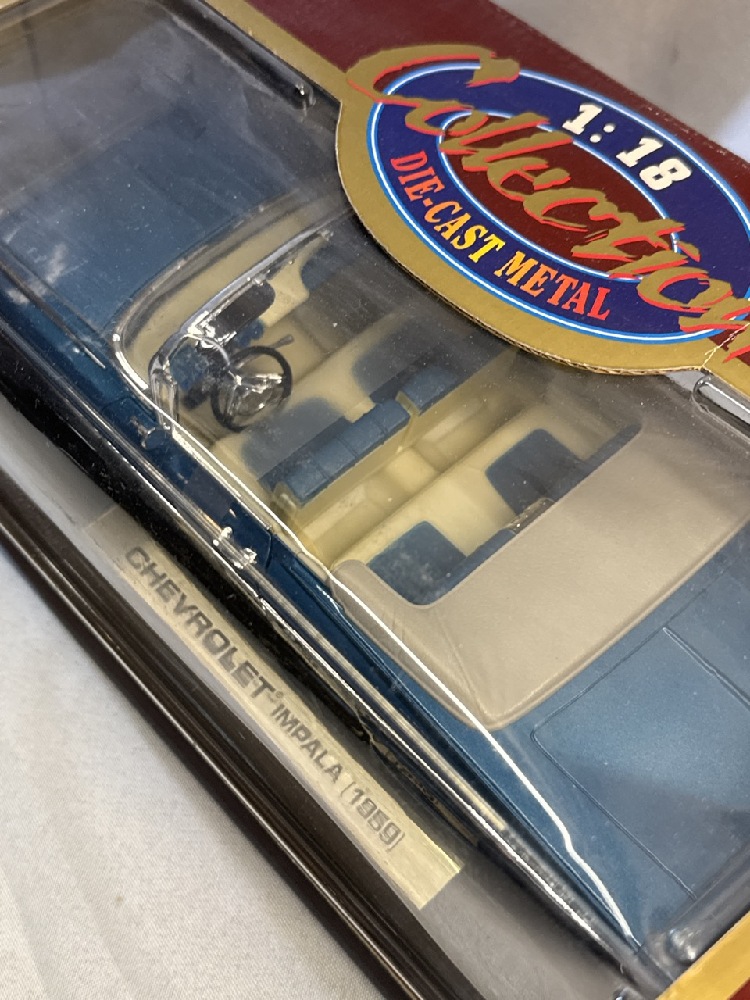 1:18
Collection
DIE-CAST METAL
CHEVROLET® IMPALA (1959)